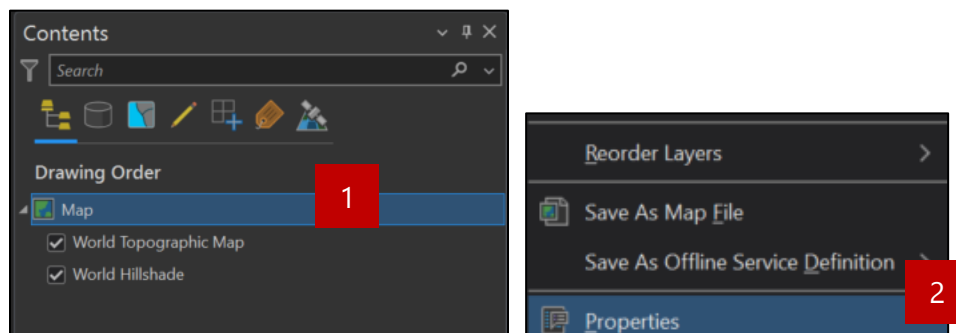 Contents
Search
Drawing Order
1
Map
World Topographic Map
World Hillshade
Reorder Layers
Save As Map File
Save As Offline Service Definition
2
Properties